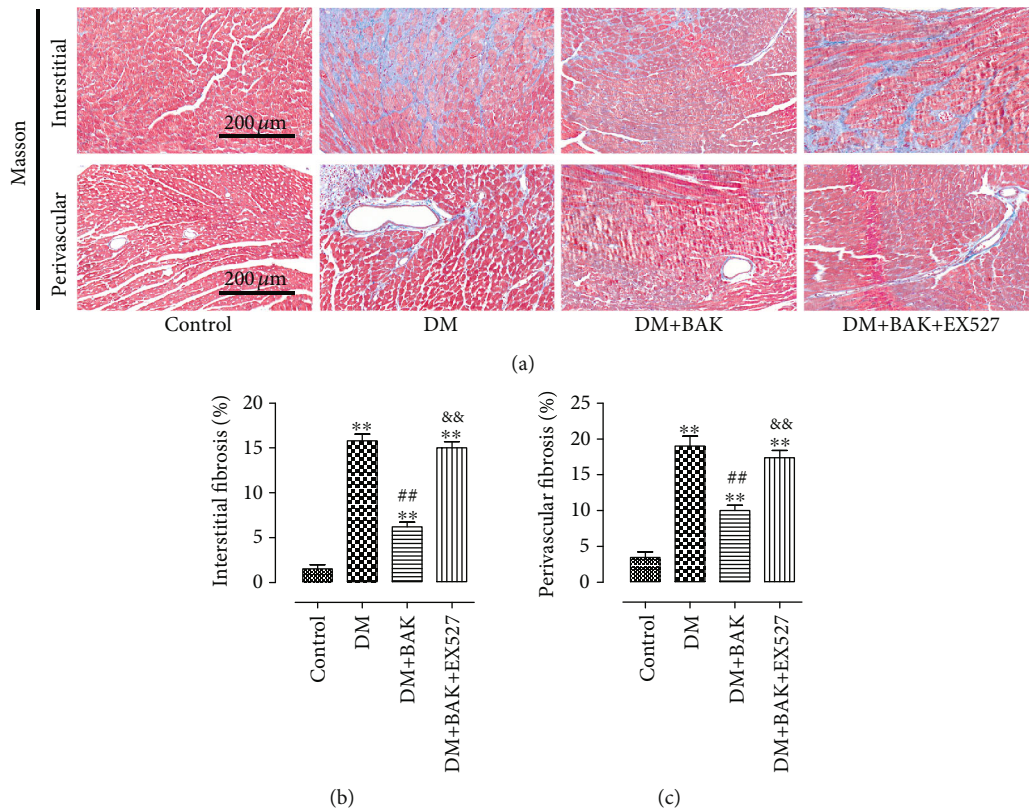 Masson
Interstitial
200 μm
Perivascular
200 μm
Control
DM
DM+BAK
DM+BAK+EX527
(a)
Interstitial fibrosis (%)
20
15
10
5
0
**
##
**
&&
**
Control
DM
DM+BAK
DM+BAK+EX527
(b)
Perivascular fibrosis (%)
25
20
15
10
5
0
**
##
**
&&
**
Control
DM
DM+BAK
DM+BAK+EX527
(c)